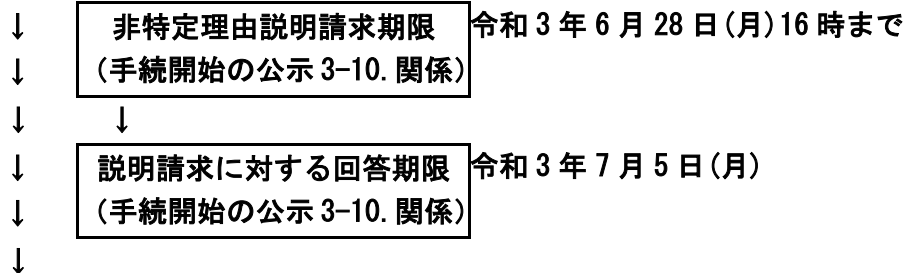 ↓ 非特定理由説明請求期限 令和3年6月28日(月)16時まで
↓ (手続開始の公示3-10.関係)
↓ ↓
↓ 説明請求に対する回答期限 令和3年7月5日(月)
↓ (手続開始の公示3-10.関係)
↓